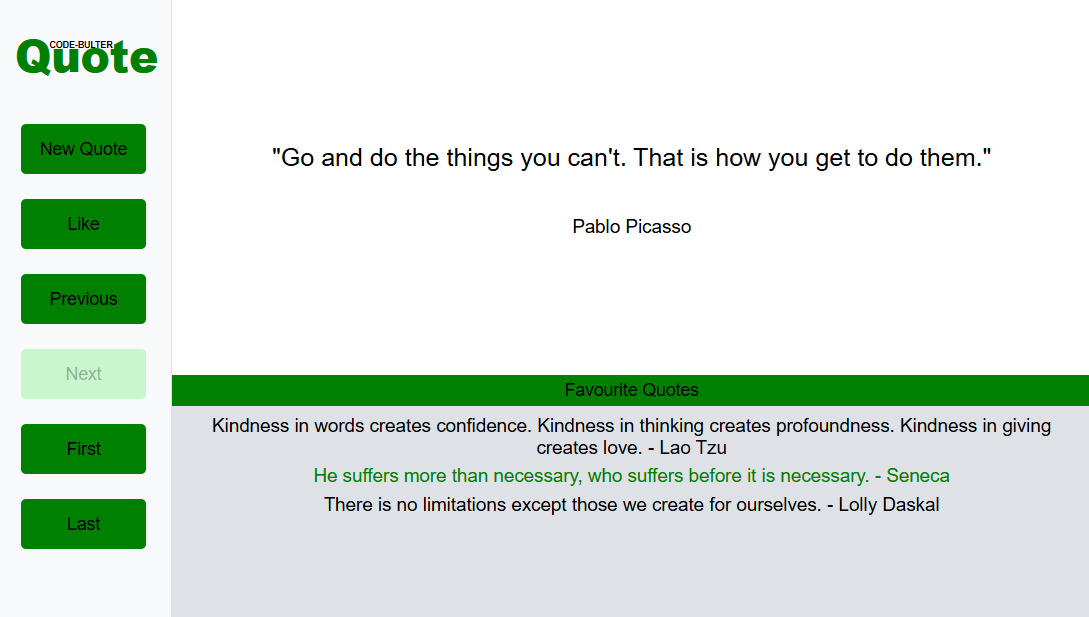 CODE-BULTER
Quote
New Quote
Like
Previous
Next
First
Last
"Go and do the things you can't. That is how you get to do them."
Pablo Picasso
Favourite Quotes
Kindness in words creates confidence. Kindness in thinking creates profoundness. Kindness in giving
creates love. - Lao Tzu
He suffers more than necessary, who suffers before it is necessary. - Seneca
There is no limitations except those we create for ourselves. - Lolly Daskal